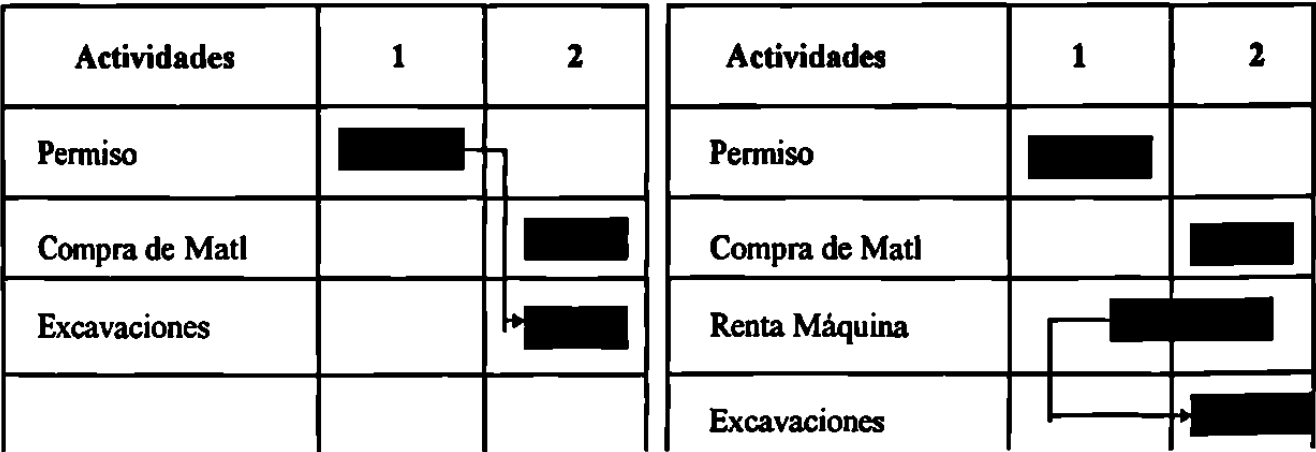 Actividades 1 2
Permiso
Compra de Matl
Excavaciones
Actividades 1 2
Permiso
Compra de Matl
Renta Máquina
Excavaciones